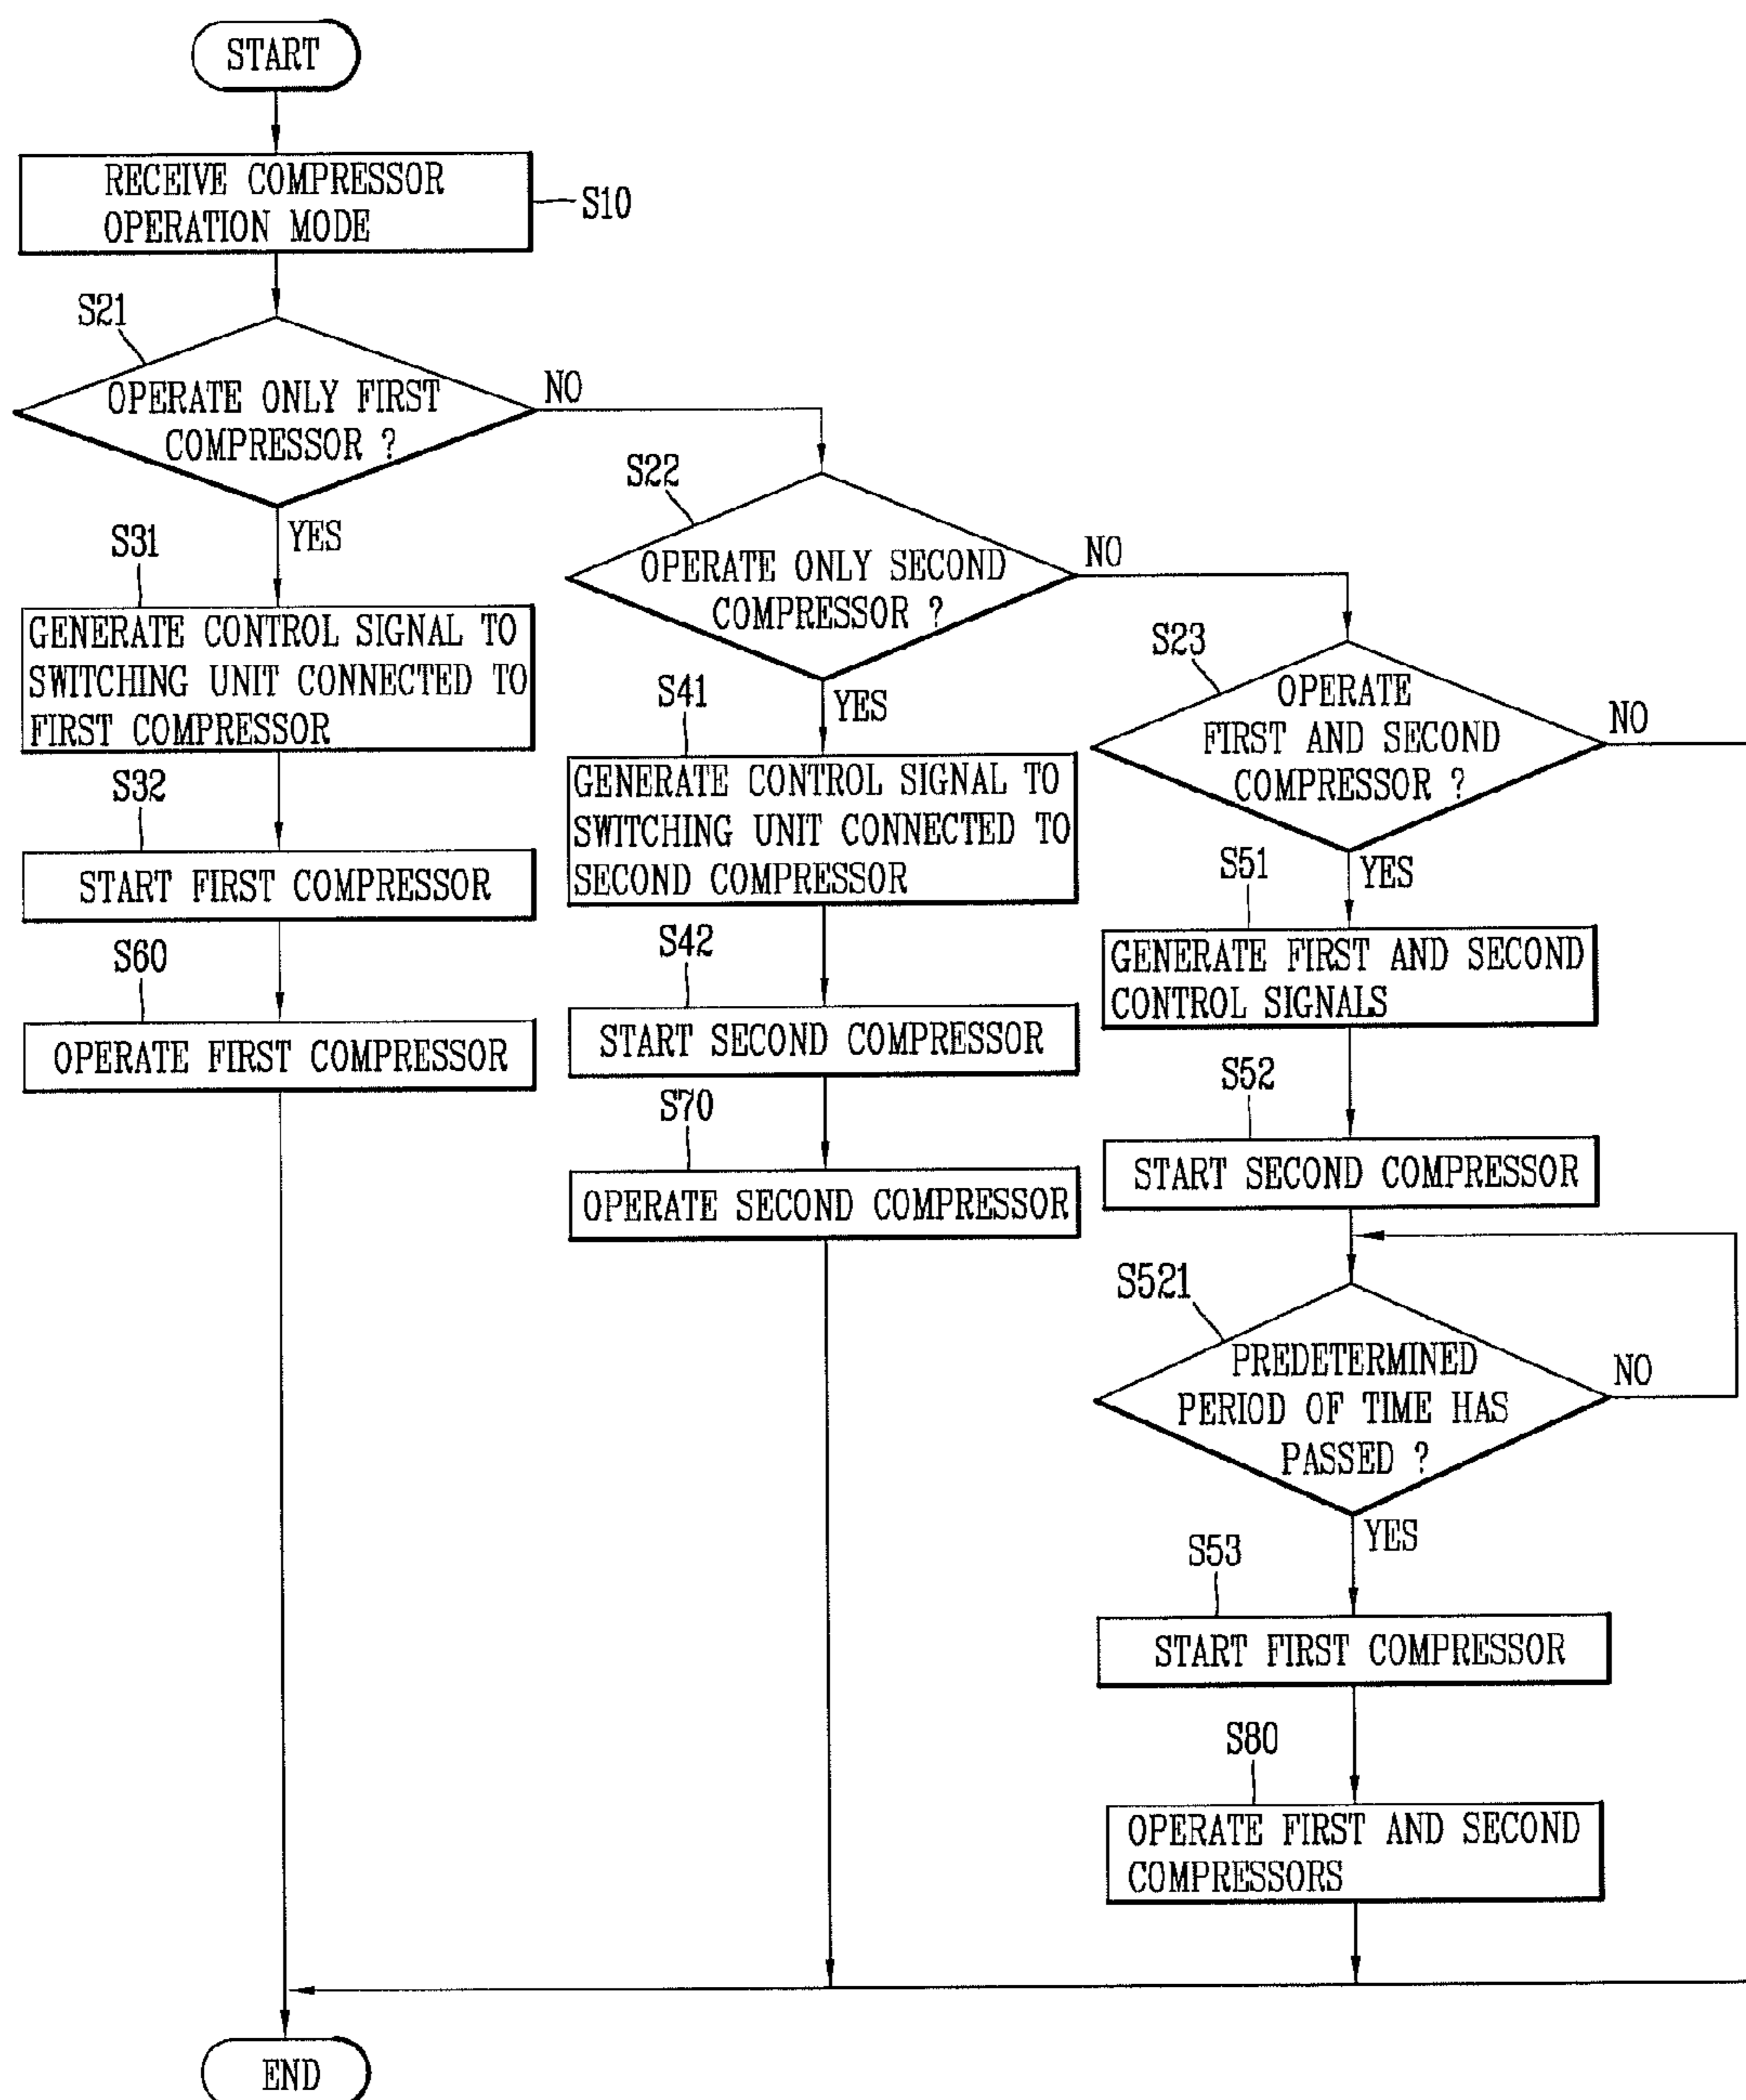 START
RECEIVE COMPRESSOR
OPERATION MODE
S10
S21
OPERATE ONLY FIRST
COMPRESSOR ?
NO
YES
S31
GENERATE CONTROL SIGNAL TO
SWITCHING UNIT CONNECTED TO
FIRST COMPRESSOR
S32
START FIRST COMPRESSOR
S60
OPERATE FIRST COMPRESSOR
S22
OPERATE ONLY SECOND
COMPRESSOR ?
NO
YES
S41
GENERATE CONTROL SIGNAL TO
SWITCHING UNIT CONNECTED TO
SECOND COMPRESSOR
S42
START SECOND COMPRESSOR
S70
OPERATE SECOND COMPRESSOR
S23
OPERATE
FIRST AND SECOND
COMPRESSOR ?
NO
YES
S51
GENERATE FIRST AND SECOND
CONTROL SIGNALS
S52
START SECOND COMPRESSOR
S521
PREDETERMINED
PERIOD OF TIME HAS
PASSED ?
NO
YES
S53
START FIRST COMPRESSOR
S80
OPERATE FIRST AND SECOND
COMPRESSORS
END